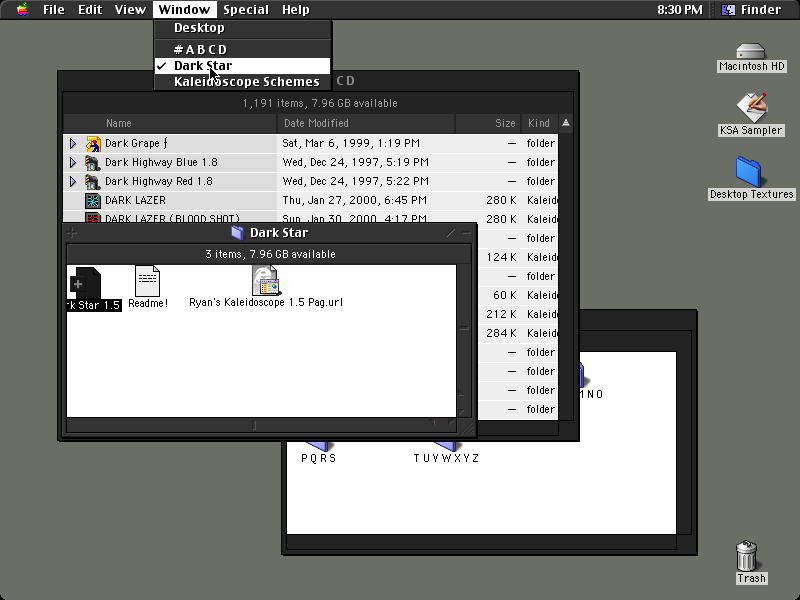 File Edit View Window Special Help 8:30 PM Finder
Desktop
# A B C D
✓ Dark Star
Kaleidoscope Schemes
C D
1,191 items, 7.96 GB available
Name Date Modified Size Kind
Dark Grape ƒ Sat, Mar 6, 1999, 1:19 PM — folder
Dark Highway Blue 1.8 Wed, Dec 24, 1997, 5:19 PM — folder
Dark Highway Red 1.8 Wed, Dec 24, 1997, 5:22 PM — folder
DARK LAZER Thu, Jan 27, 2000, 6:45 PM 280 K Kaleid
DARK LAZER (BLOOD SHOT) Sun, Jan 30, 2000, 4:17 PM 280 K Kaleid
— folder
124 K Kaleid
— folder
60 K Kaleid
212 K Kaleid
284 K Kaleid
— folder
— folder
— folder
— folder
Dark Star
3 items, 7.96 GB available
rk Star 1.5
Readme!
Ryan's Kaleidoscope 1.5 Pag.url
MNO
PQRS
TUVWXYZ
Macintosh HD
KSA Sampler
Desktop Textures
Trash